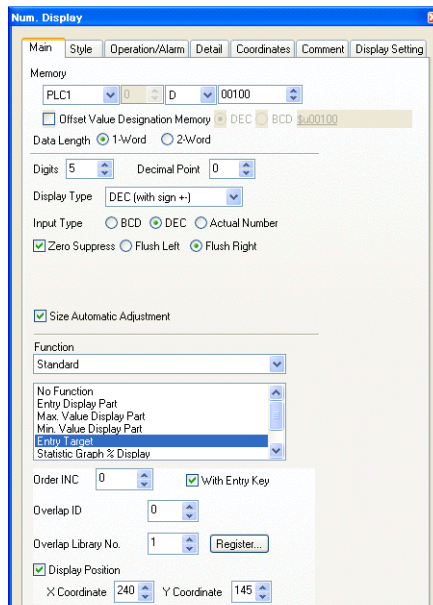 Num. Display
Main Style Operation/Alarm Detail Coordinates Comment Display Setting
Memory
PLC1 0 D 00100
Offset Value Designation Memory DEC BCD $u00100
Data Length 1-Word 2-Word
Digits 5 Decimal Point 0
Display Type DEC (with sign +-)
Input Type BCD DEC Actual Number
Zero Suppress Flush Left Flush Right
Size Automatic Adjustment
Function
Standard
No Function
Entry Display Part
Max. Value Display Part
Min. Value Display Part
Entry Target
Statistic Graph % Display
Order INC 0 With Entry Key
Overlap ID 0
Overlap Library No. 1 Register...
Display Position
X Coordinate 240 Y Coordinate 145